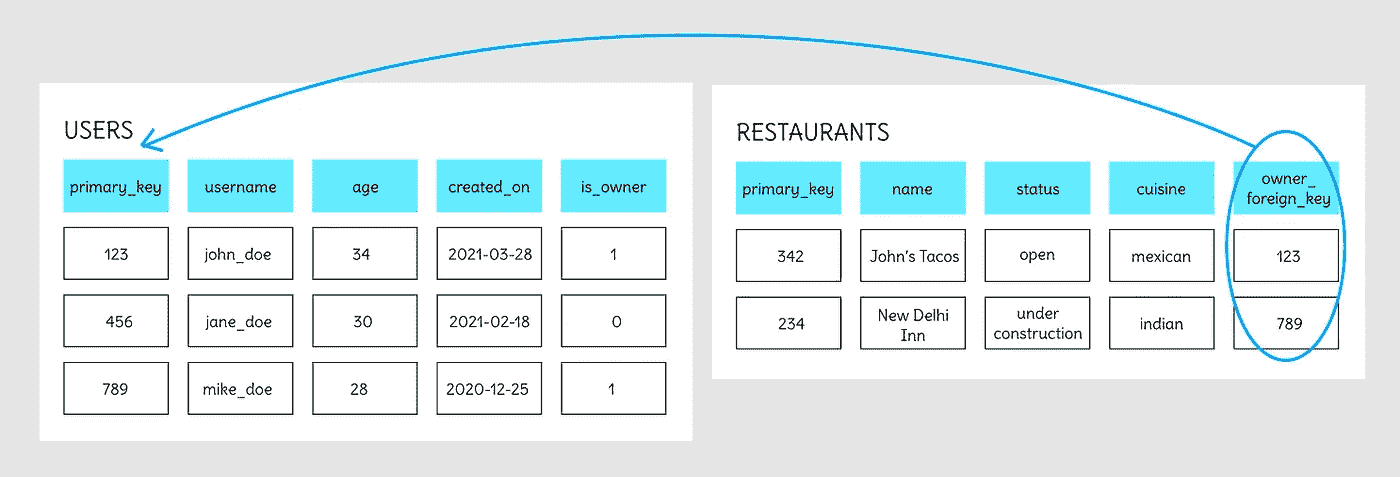 USERS
primary_key username age created_on is_owner
123 john_doe 34 2021-03-28 1
456 jane_doe 30 2021-02-18 0
789 mike_doe 28 2020-12-25 1
RESTAURANTS
primary_key name status cuisine owner_
foreign_key
342 John's Tacos open mexican 123
234 New Delhi
Inn
under
construction
indian 789